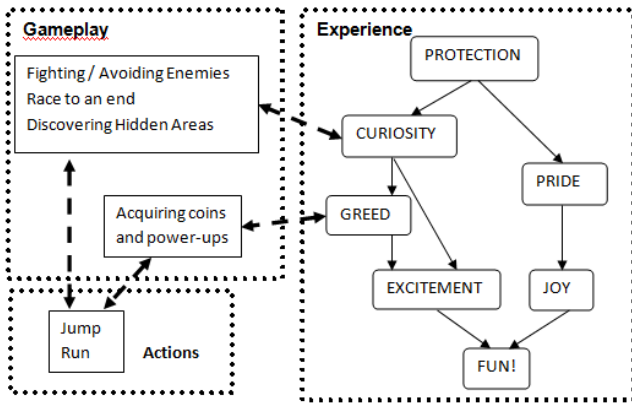 Gameplay
Fighting / Avoiding Enemies
Race to an end
Discovering Hidden Areas
Acquiring coins
and power-ups
Jump
Run
Actions
Experience
PROTECTION
CURIOSITY
PRIDE
GREED
EXCITEMENT
JOY
FUN!